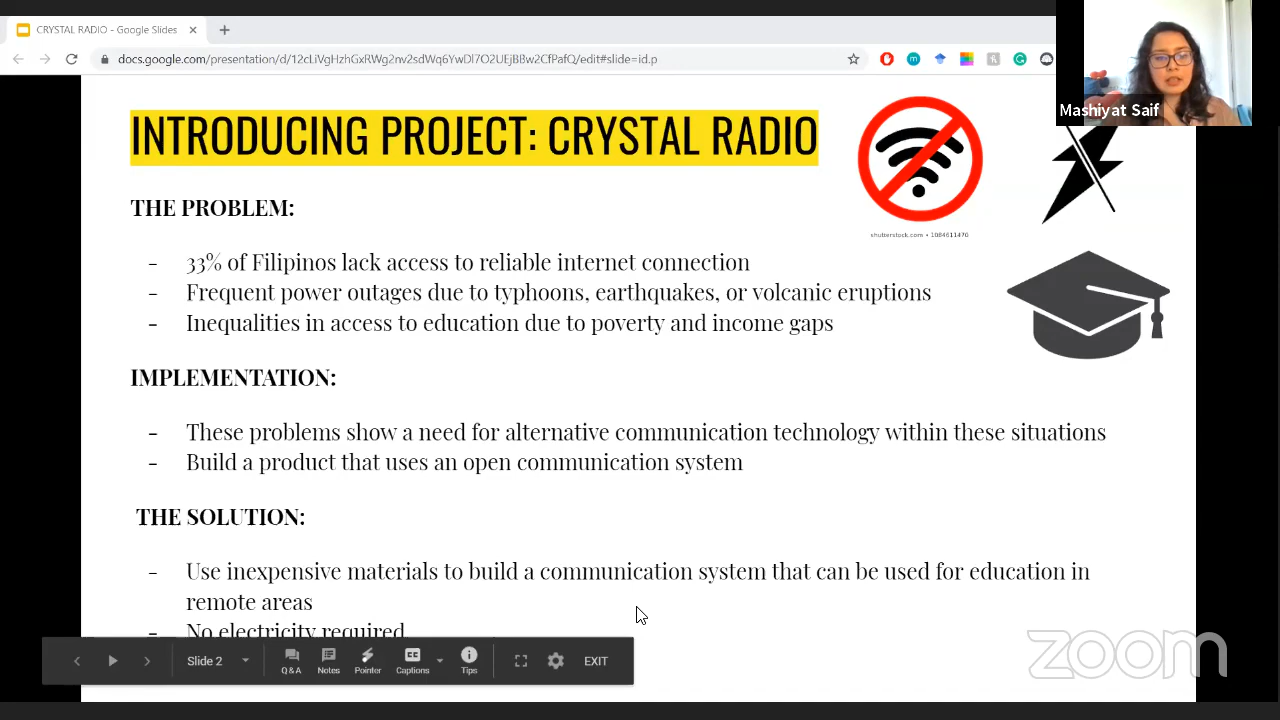 CRYSTAL RADIO - Google Slides
docs.google.com/presentation/d/12cLiVgHzhGxRWg2nv2sdWq6YwDf7O2UEjBBw2CfPafQ/edit#slide=id.p
Mashiyat Saif
INTRODUCING PROJECT: CRYSTAL RADIO
shutterstock.com • 1084611470
THE PROBLEM:
- 33% of Filipinos lack access to reliable internet connection
- Frequent power outages due to typhoons, earthquakes, or volcanic eruptions
- Inequalities in access to education due to poverty and income gaps
IMPLEMENTATION:
- These problems show a need for alternative communication technology within these situations
- Build a product that uses an open communication system
THE SOLUTION:
- Use inexpensive materials to build a communication system that can be used for education in
remote areas
- No electricity required
Slide 2
Q&A
Notes
Pointer
Captions
Tips
EXIT
zoom